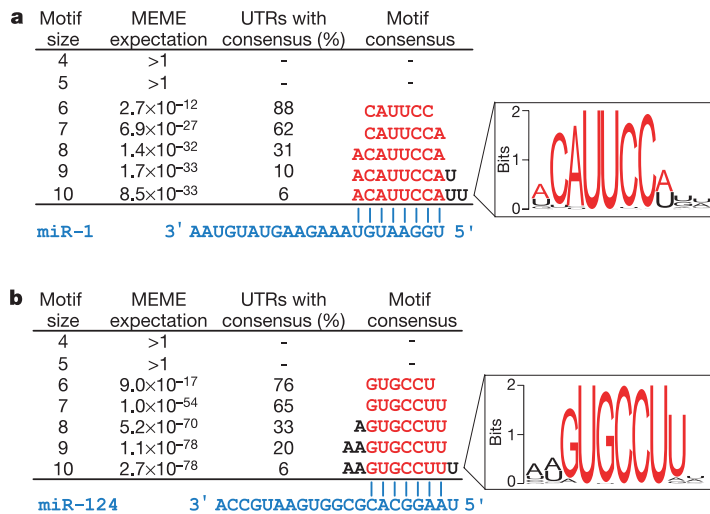 a Motif size MEME expectation UTRs with consensus (%) Motif consensus
4 >1 - -
5 >1 - -
6 2.7×10⁻¹² 88 CAUUCC
7 6.9×10⁻²⁷ 62 CAUUCCA
8 1.4×10⁻³² 31 ACAUUCCA
9 1.7×10⁻³³ 10 ACAUUCCAU
10 8.5×10⁻³³ 6 ACAUUCCAUU
miR-1 3' AAUGUAUGAAGAAAUGUAAGGU 5'
2
Bits 1
0
ACAUUCCA
b Motif size MEME expectation UTRs with consensus (%) Motif consensus
4 >1 - -
5 >1 - -
6 9.0×10⁻¹⁷ 76 GUGCCU
7 1.0×10⁻⁵⁴ 65 GUGCCUU
8 5.2×10⁻⁷⁰ 33 AGUGCCUU
9 1.1×10⁻⁷⁸ 20 AAGUGCCUU
10 2.7×10⁻⁷⁸ 6 AAGUGCCUUU
miR-124 3' ACCGUAAGUGGCGCACGGAAU 5'
2
Bits 1
0
AAGUGCCUU